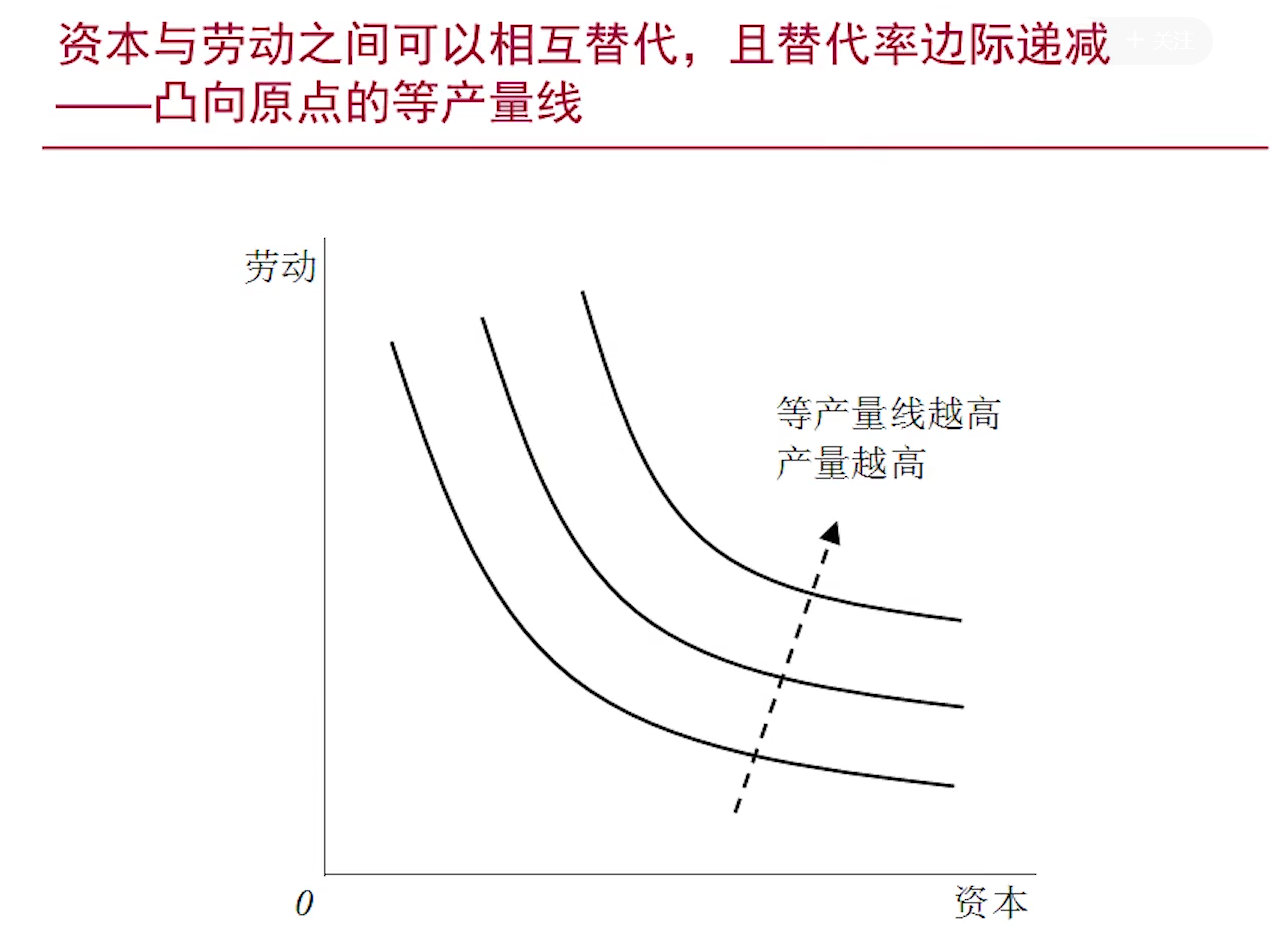 资本与劳动之间可以相互替代，且替代率边际递减
+ 关注
——凸向原点的等产量线
劳动
等产量线越高
产量越高
0
资本